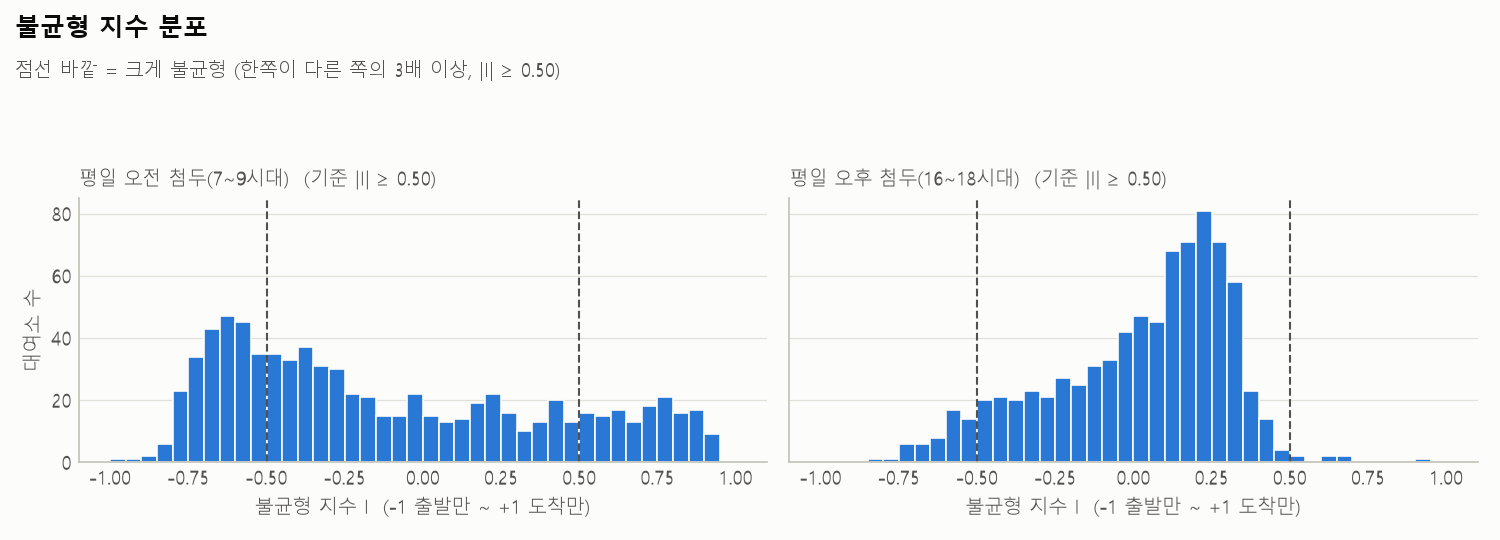 불균형 지수 분포
점선 바깥 = 크게 불균형 (한쪽이 다른 쪽의 3배 이상, |I| ≥ 0.50)
평일 오전 첨두(7~9시대) (기준 |I| ≥ 0.50)
대여소 수
80
60
40
20
0
-1.00 -0.75 -0.50 -0.25 0.00 0.25 0.50 0.75 1.00
불균형 지수 I (-1 출발만 ~ +1 도착만)
평일 오후 첨두(16~18시대) (기준 |I| ≥ 0.50)
-1.00 -0.75 -0.50 -0.25 0.00 0.25 0.50 0.75 1.00
불균형 지수 I (-1 출발만 ~ +1 도착만)